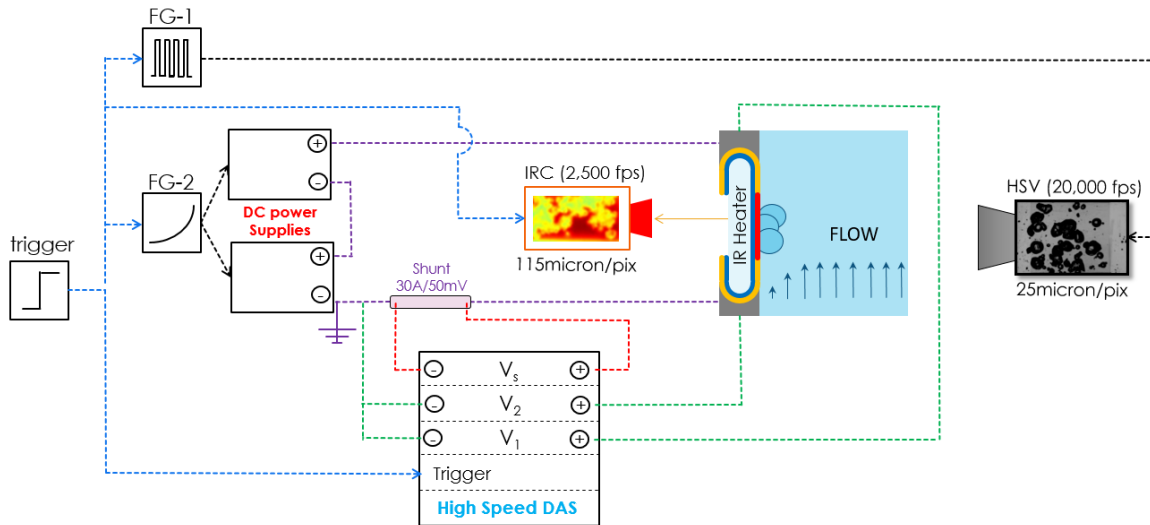 FG-1
FG-2
trigger
+
-
DC power
Supplies
+
-
IRC (2,500 fps)
115micron/pix
IR Heater
FLOW
HSV (20,000 fps)
25micron/pix
Shunt
30A/50mV
- Vs +
- V2 +
- V1 +
Trigger
High Speed DAS